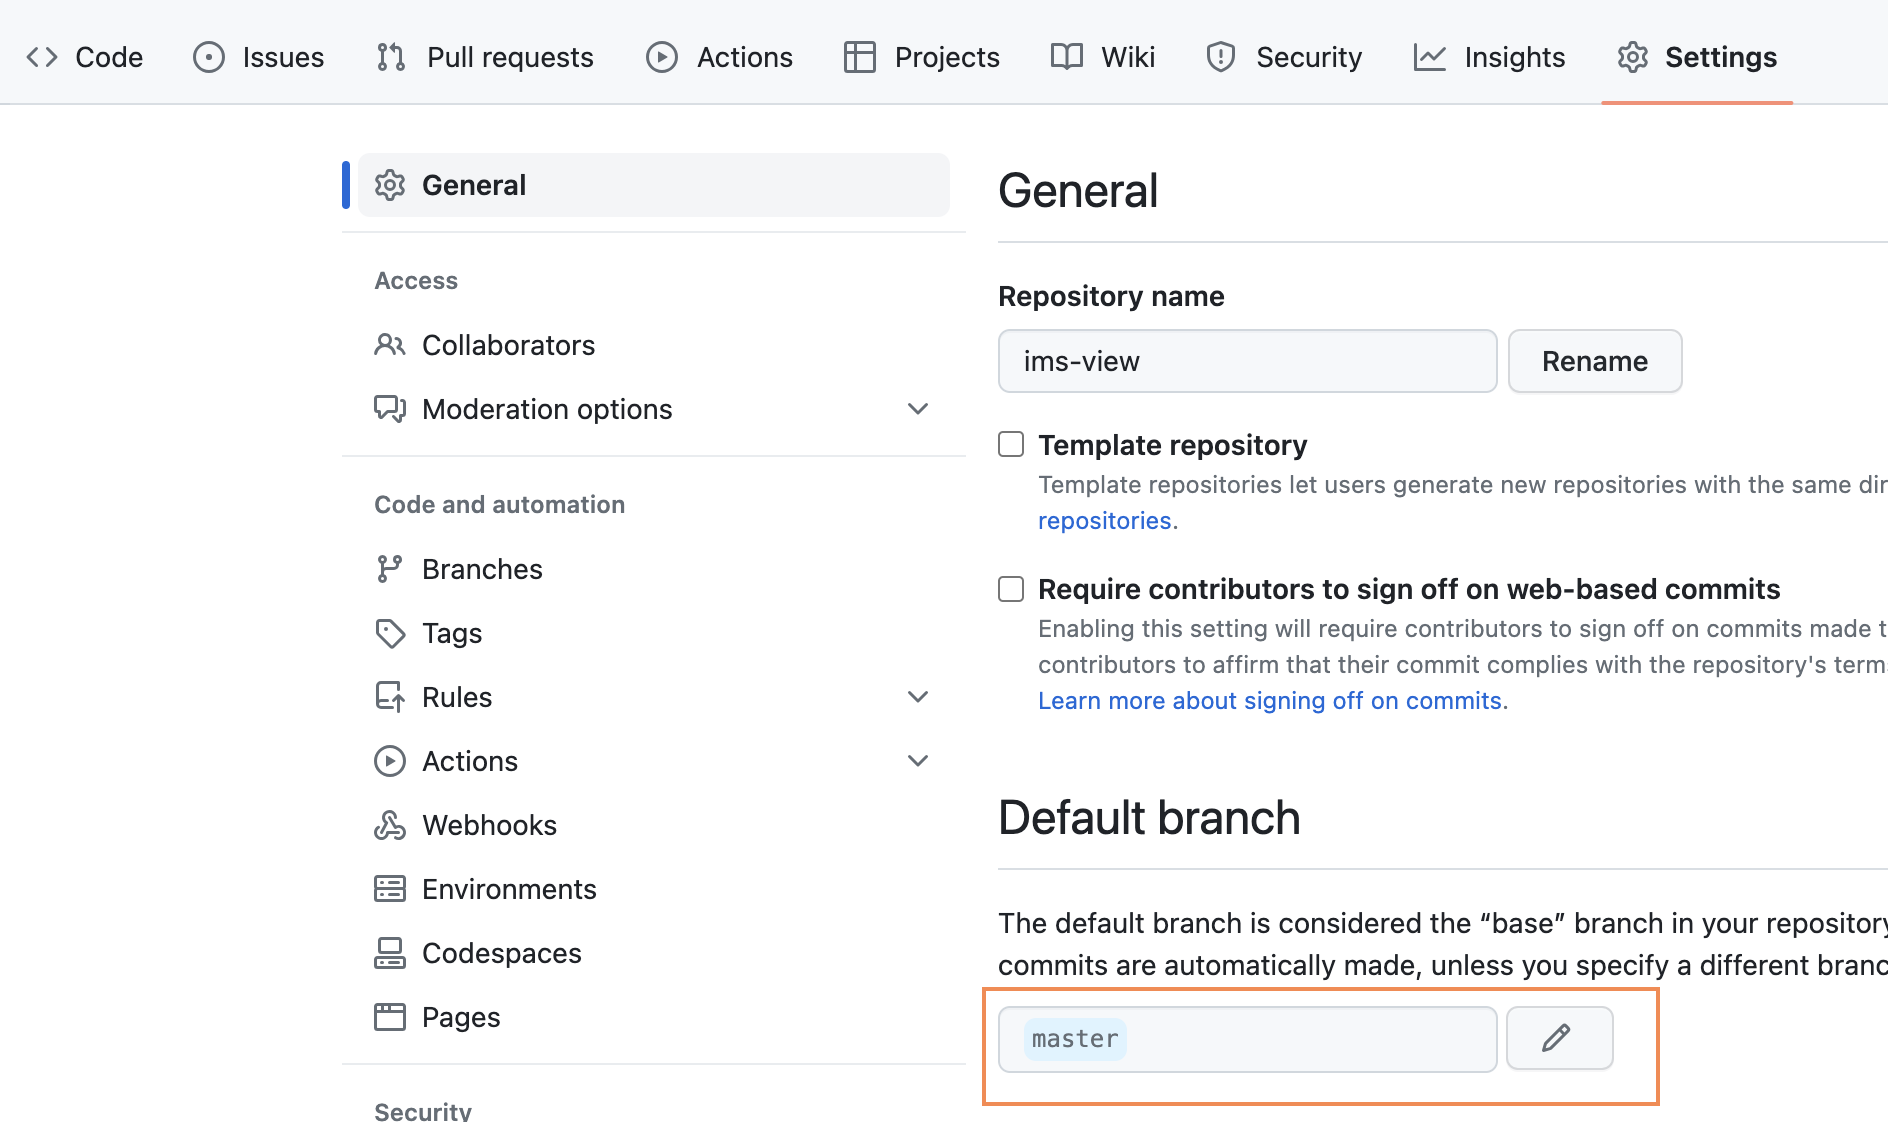 Code Issues Pull requests Actions Projects Wiki Security Insights Settings
General
Access
Collaborators
Moderation options
Code and automation
Branches
Tags
Rules
Actions
Webhooks
Environments
Codespaces
Pages
Security
General
Repository name
ims-view Rename
Template repository
Template repositories let users generate new repositories with the same dir
repositories.
Require contributors to sign off on web-based commits
Enabling this setting will require contributors to sign off on commits made t
contributors to affirm that their commit complies with the repository's term
Learn more about signing off on commits.
Default branch
The default branch is considered the “base” branch in your repository
commits are automatically made, unless you specify a different branc
master